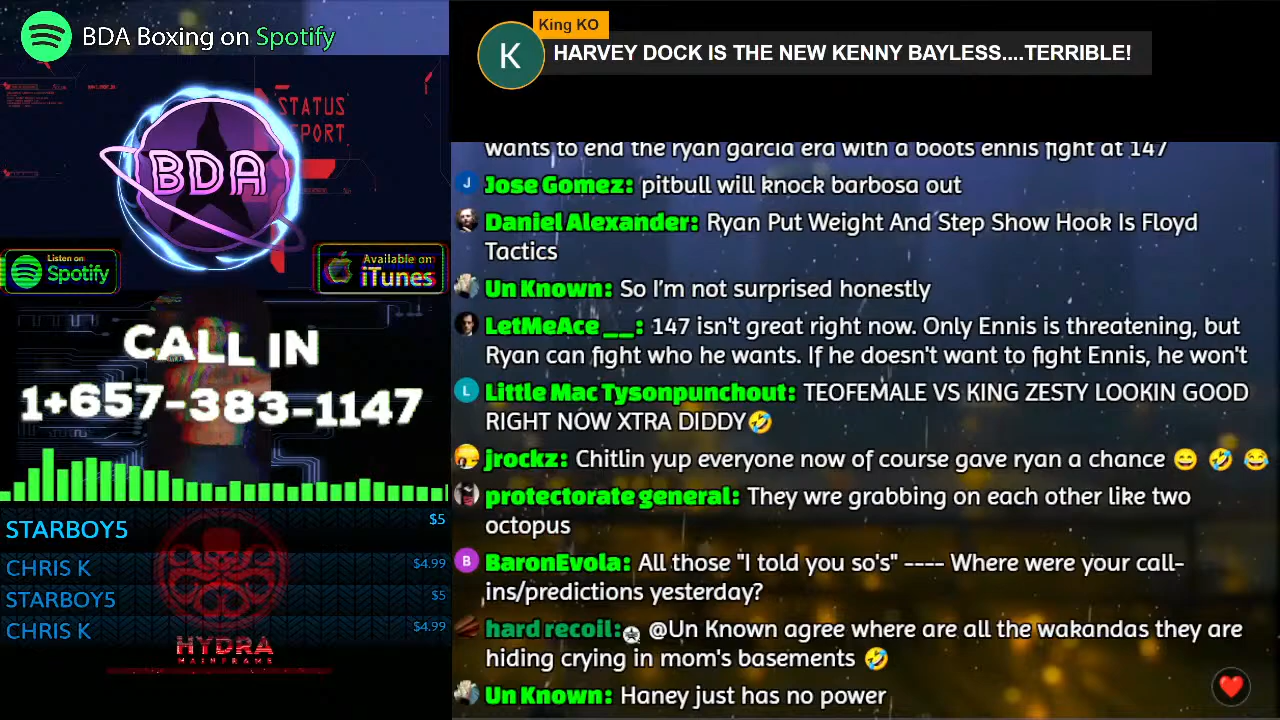 BDA Boxing on Spotify
STATUS
REPORT
BDA
Listen on
Spotify
Available on
iTunes
CALL IN
1+657-383-1147
STARBOY5 $5
CHRIS K $4.99
STARBOY5 $5
CHRIS K $4.99
HYDRA
MAINFRAME
King KO
K
HARVEY DOCK IS THE NEW KENNY BAYLESS....TERRIBLE!
wants to end the ryan garcia era with a boots ennis fight at 147
J Jose Gomez: pitbull will knock barbosa out
Daniel Alexander: Ryan Put Weight And Step Show Hook Is Floyd
Tactics
Un Known: So I'm not surprised honestly
LetMeAce __: 147 isn't great right now. Only Ennis is threatening, but
Ryan can fight who he wants. If he doesn't want to fight Ennis, he won't
L Little Mac Tysonpunchout: TEOFEMALE VS KING ZESTY LOOKIN GOOD
RIGHT NOW XTRA DIDDY🤣
jrockz: Chitlin yup everyone now of course gave ryan a chance 😄 🤣 😂
protectorate general: They wre grabbing on each other like two
octopus
B BaronEvola: All those "I told you so's" ---- Where were your call-
ins/predictions yesterday?
hard recoil: @Un Known agree where are all the wakandas they are
hiding crying in mom's basements 🤣
Un Known: Haney just has no power